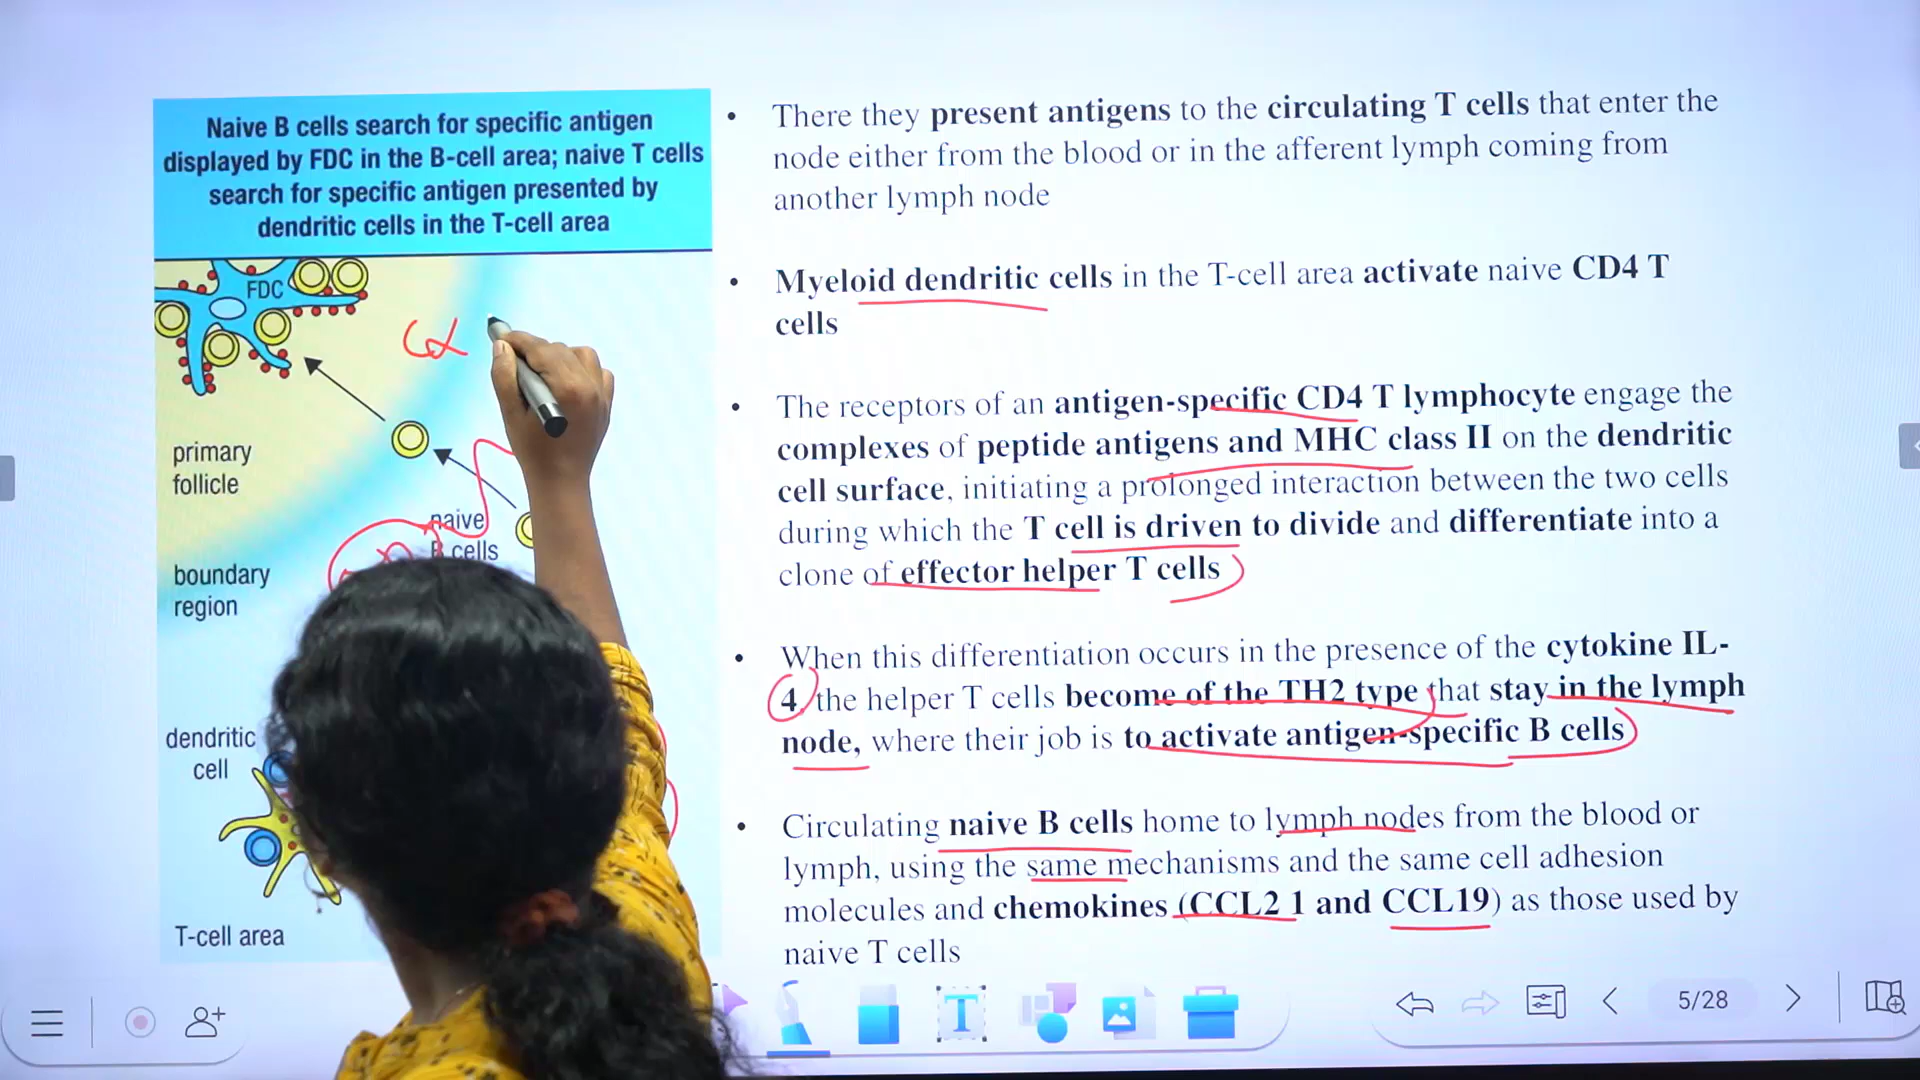 Naive B cells search for specific antigen
displayed by FDC in the B-cell area; naive T cells
search for specific antigen presented by
dendritic cells in the T-cell area
FDC
primary
follicle
naive
B cells
boundary
region
dendritic
cell
T-cell area
• There they present antigens to the circulating T cells that enter the
node either from the blood or in the afferent lymph coming from
another lymph node
• Myeloid dendritic cells in the T-cell area activate naive CD4 T
cells
• The receptors of an antigen-specific CD4 T lymphocyte engage the
complexes of peptide antigens and MHC class II on the dendritic
cell surface, initiating a prolonged interaction between the two cells
during which the T cell is driven to divide and differentiate into a
clone of effector helper T cells
• When this differentiation occurs in the presence of the cytokine IL-
4, the helper T cells become of the TH2 type that stay in the lymph
node, where their job is to activate antigen-specific B cells
• Circulating naive B cells home to lymph nodes from the blood or
lymph, using the same mechanisms and the same cell adhesion
molecules and chemokines (CCL2 1 and CCL19) as those used by
naive T cells
T
5/28